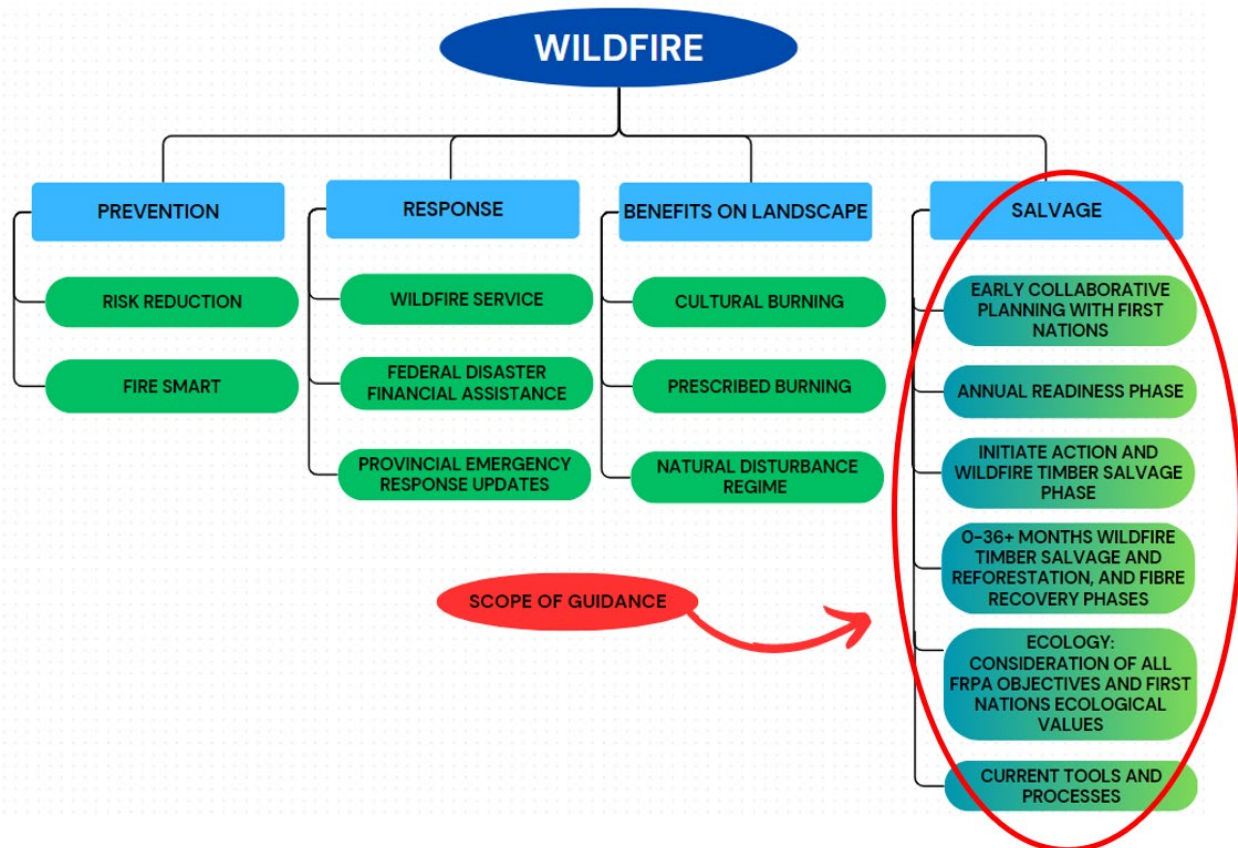 WILDFIRE
PREVENTION
RISK REDUCTION
FIRE SMART
RESPONSE
WILDFIRE SERVICE
FEDERAL DISASTER
FINANCIAL ASSISTANCE
PROVINCIAL EMERGENCY
RESPONSE UPDATES
BENEFITS ON LANDSCAPE
CULTURAL BURNING
PRESCRIBED BURNING
NATURAL DISTURBANCE
REGIME
SALVAGE
EARLY COLLABORATIVE
PLANNING WITH FIRST
NATIONS
ANNUAL READINESS PHASE
INITIATE ACTION AND
WILDFIRE TIMBER SALVAGE
PHASE
0-36+ MONTHS WILDFIRE
TIMBER SALVAGE AND
REFORESTATION, AND FIBRE
RECOVERY PHASES
ECOLOGY:
CONSIDERATION OF ALL
FRPA OBJECTIVES AND FIRST
NATIONS ECOLOGICAL
VALUES
CURRENT TOOLS AND
PROCESSES
SCOPE OF GUIDANCE